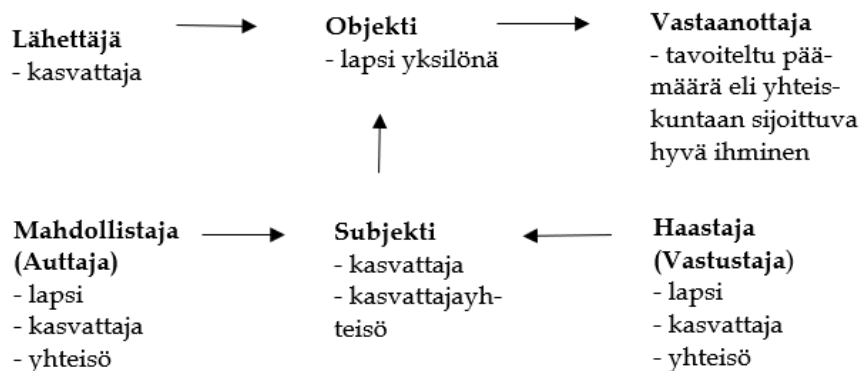 Lähettäjä
- kasvattaja
Objekti
- lapsi yksilönä
Vastaanottaja
- tavoiteltu pää-
määrä eli yhteis-
kuntaan sijoittuva
hyvä ihminen
Mahdollistaja
(Auttaja)
- lapsi
- kasvattaja
- yhteisö
Subjekti
- kasvattaja
- kasvattajayh-
teisö
Haastaja
(Vastustaja)
- lapsi
- kasvattaja
- yhteisö